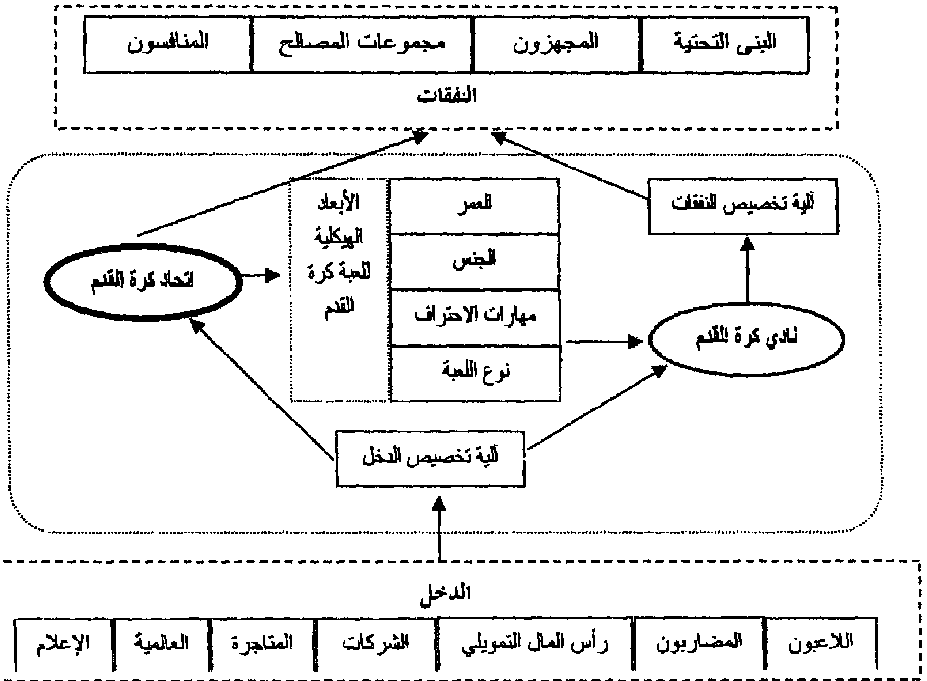 البنى التحتية
المجهزون
مجموعات المصالح
المنافسون
النفقات
آلية تخصيص النفقات
العمر
الأبعاد
الهيكلية
للعبة كرة
القدم
الجنس
اتحاد كرة القدم
مهارات الاحتراف
نادي كرة القدم
نوع اللعبة
آلية تخصيص الدخل
الدخل
اللاعبون
المضاربون
رأس المال التمويلي
الشركات
المتاجرة
العالمية
الإعلام